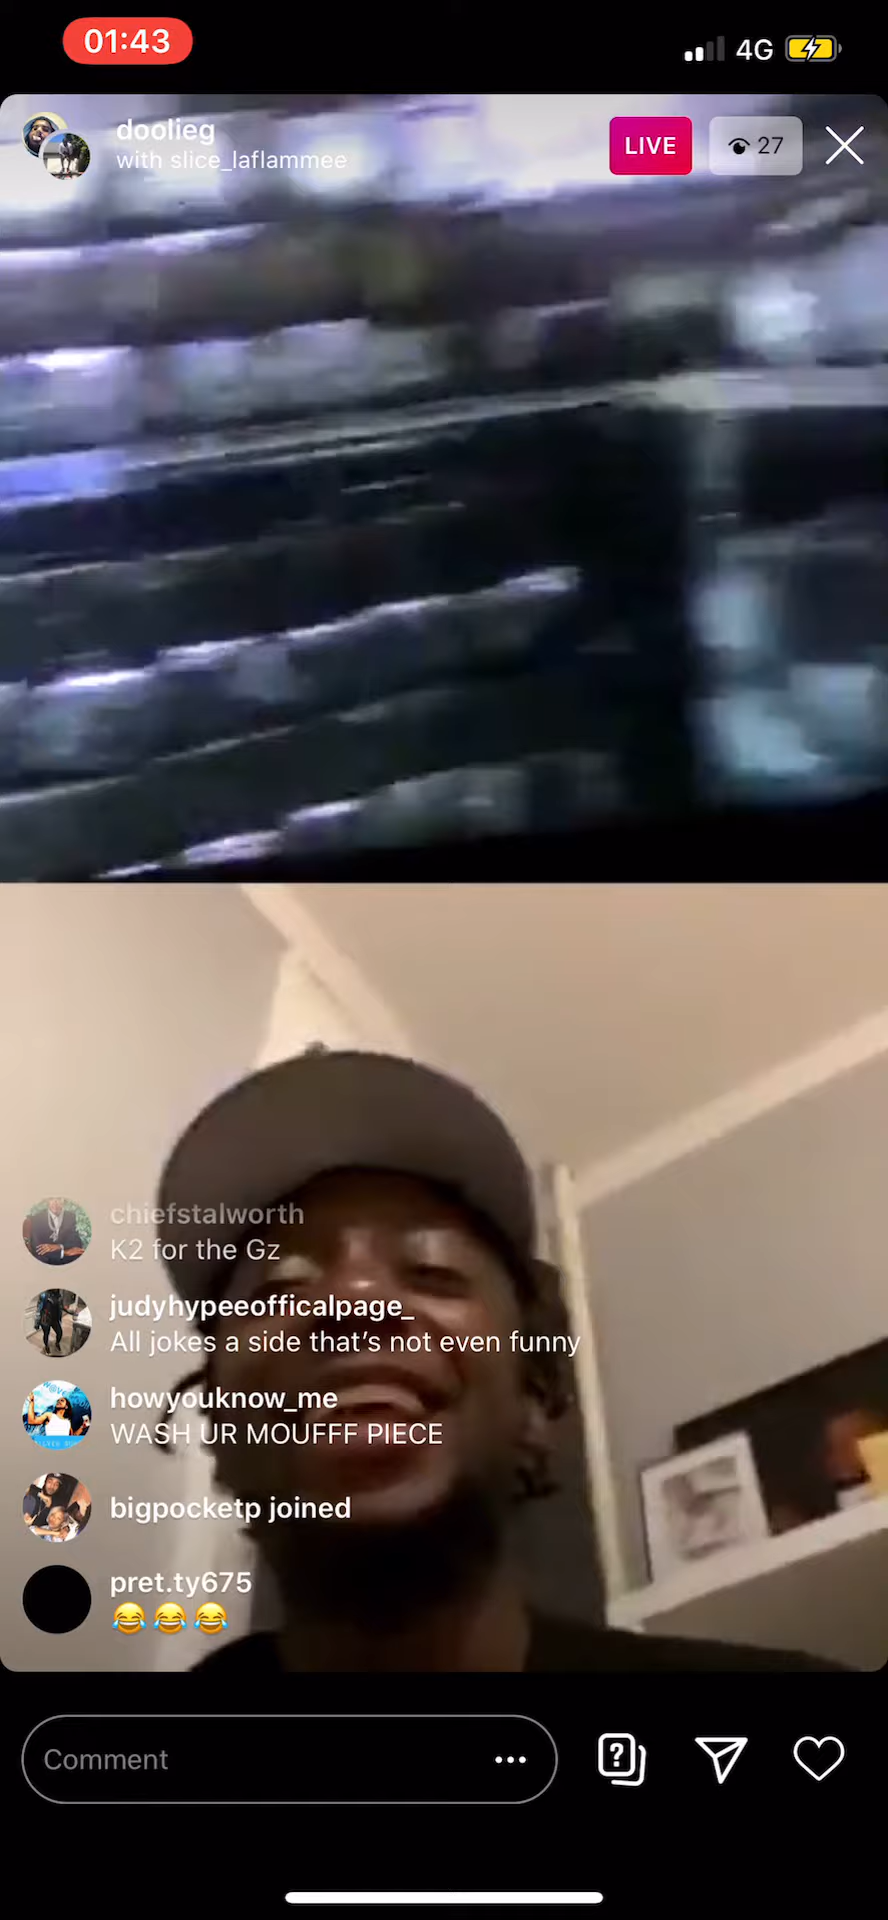 01:43
4G
doolieg
with slice_laflammee
LIVE
27
chiefstalworth
K2 for the Gz
judyhypeeofficalpage_
All jokes a side that's not even funny
howyouknow_me
WASH UR MOUFFF PIECE
bigpocketp joined
pret.ty675
😂😂😂
Comment